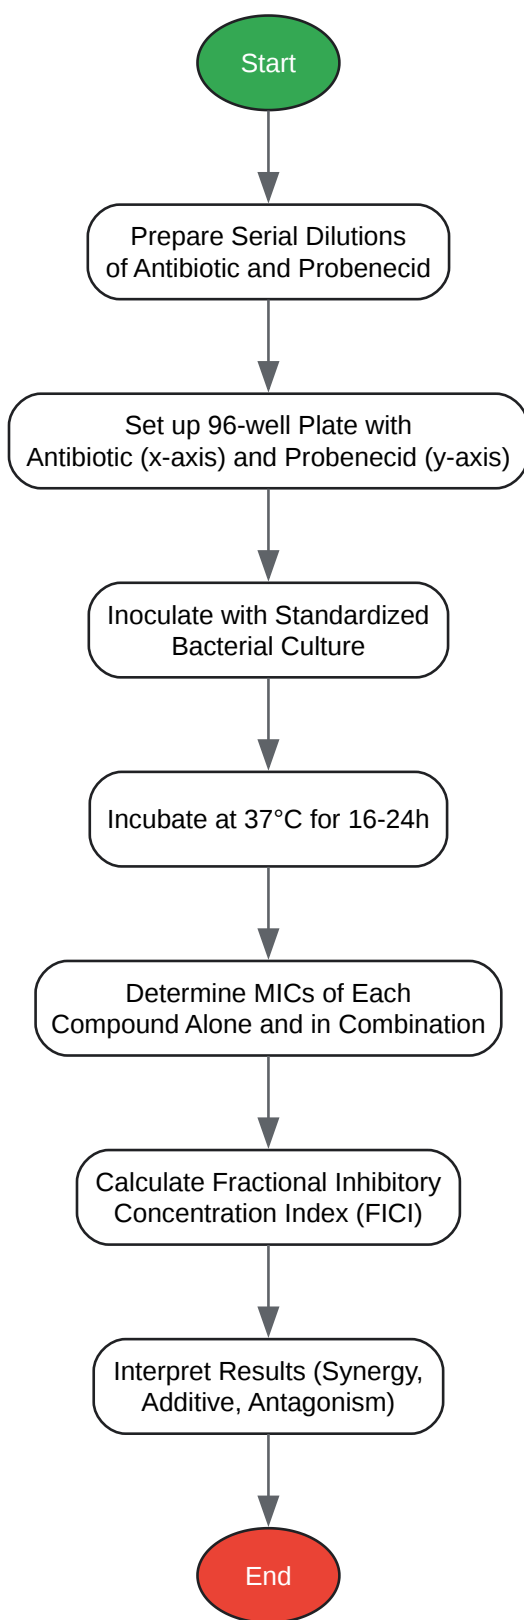 Start
Prepare Serial Dilutions
of Antibiotic and Probenecid
Set up 96-well Plate with
Antibiotic (x-axis) and Probenecid (y-axis)
Inoculate with Standardized
Bacterial Culture
Incubate at 37°C for 16-24h
Determine MICs of Each
Compound Alone and in Combination
Calculate Fractional Inhibitory
Concentration Index (FICI)
Interpret Results (Synergy,
Additive, Antagonism)
End